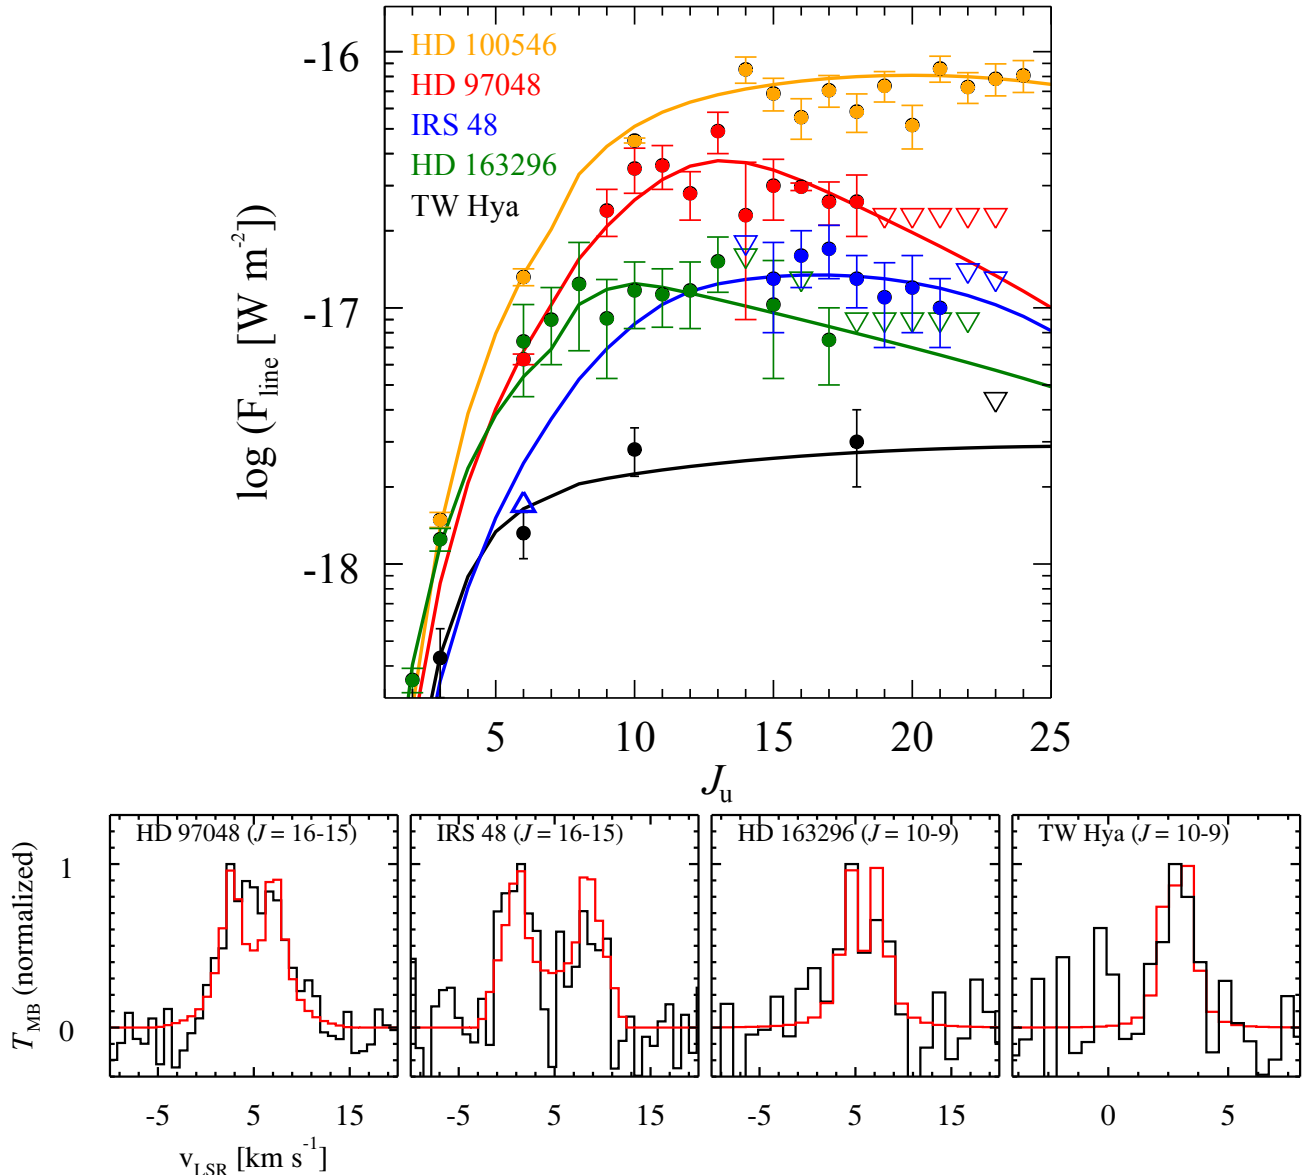 -16
HD 100546
HD 97048
IRS 48
HD 163296
TW Hya
log (F_line [W m^-2])
-17
-18
5 10 15 20 25
J_u
HD 97048 (J = 16-15)
IRS 48 (J = 16-15)
HD 163296 (J = 10-9)
TW Hya (J = 10-9)
T_MB (normalized)
1
0
-5 5 15 -5 5 15 -5 5 15 0 5
v_LSR [km s^-1]